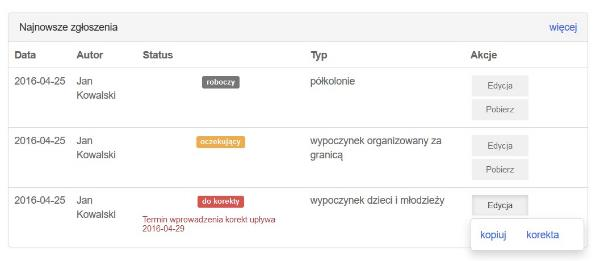 Najnowsze zgłoszenia więcej
Data Autor Status Typ Akcje
2016-04-25 Jan Kowalski roboczy półkolonie Edycja
Pobierz
2016-04-25 Jan Kowalski oczekujący wypoczynek organizowany za granicą Edycja
Pobierz
2016-04-25 Jan Kowalski do korekty wypoczynek dzieci i młodzieży Edycja
Termin wprowadzenia korekt upływa
2016-04-29
kopiuj korekta